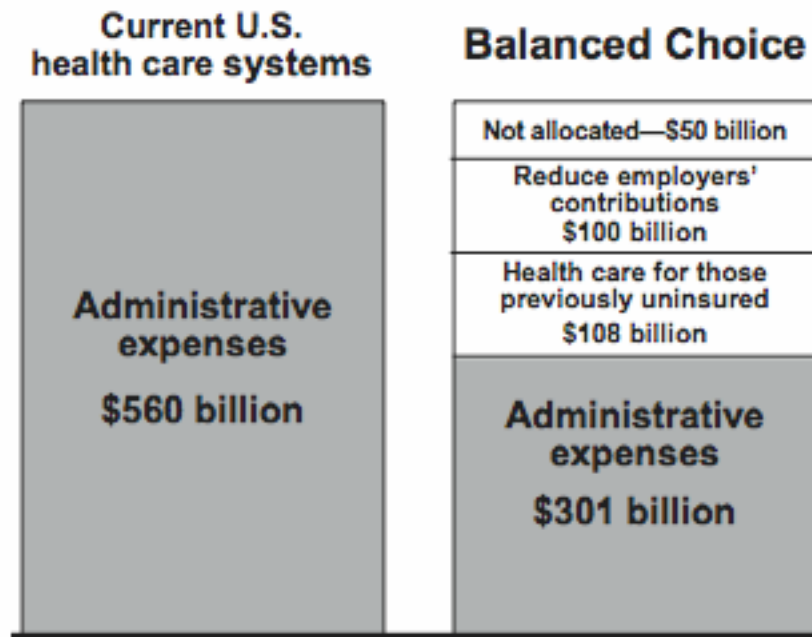 Current U.S.
health care systems
Administrative
expenses
$560 billion
Balanced Choice
Not allocated—$50 billion
Reduce employers'
contributions
$100 billion
Health care for those
previously uninsured
$108 billion
Administrative
expenses
$301 billion